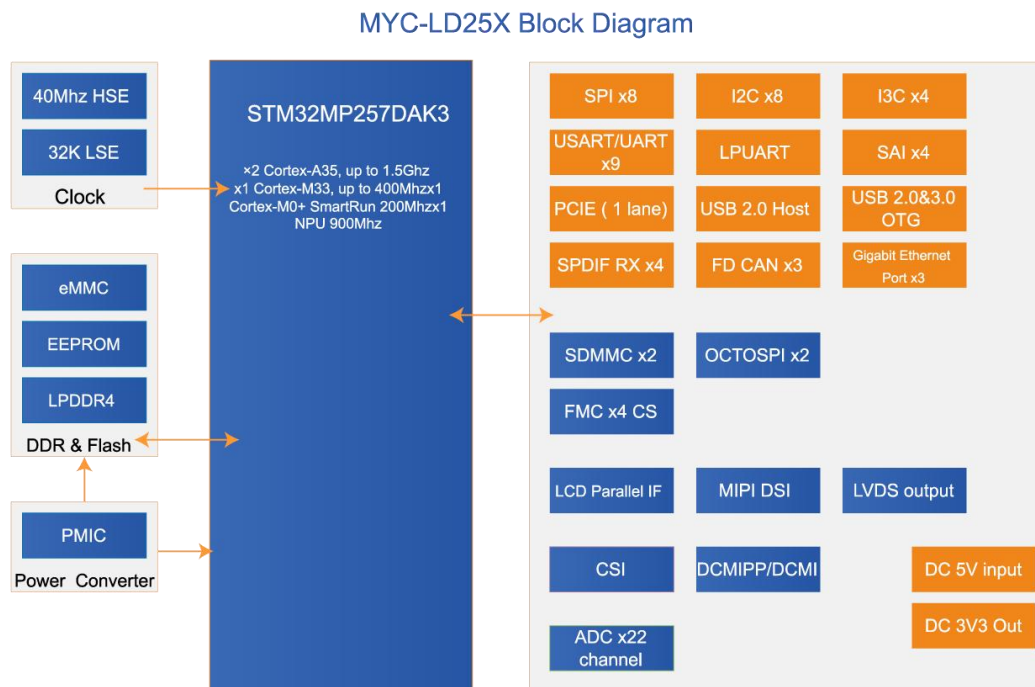 MYC-LD25X Block Diagram
40Mhz HSE
32K LSE
Clock
eMMC
EEPROM
LPDDR4
DDR & Flash
PMIC
Power Converter
STM32MP257DAK3
×2 Cortex-A35, up to 1.5Ghz
x1 Cortex-M33, up to 400Mhzx1
Cortex-M0+ SmartRun 200Mhzx1
NPU 900Mhz
SPI x8
I2C x8
I3C x4
USART/UART
x9
LPUART
SAI x4
PCIE ( 1 lane)
USB 2.0 Host
USB 2.0&3.0
OTG
SPDIF RX x4
FD CAN x3
Gigabit Ethernet
Port x3
SDMMC x2
OCTOSPI x2
FMC x4 CS
LCD Parallel IF
MIPI DSI
LVDS output
CSI
DCMIPP/DCMI
DC 5V input
DC 3V3 Out
ADC x22
channel